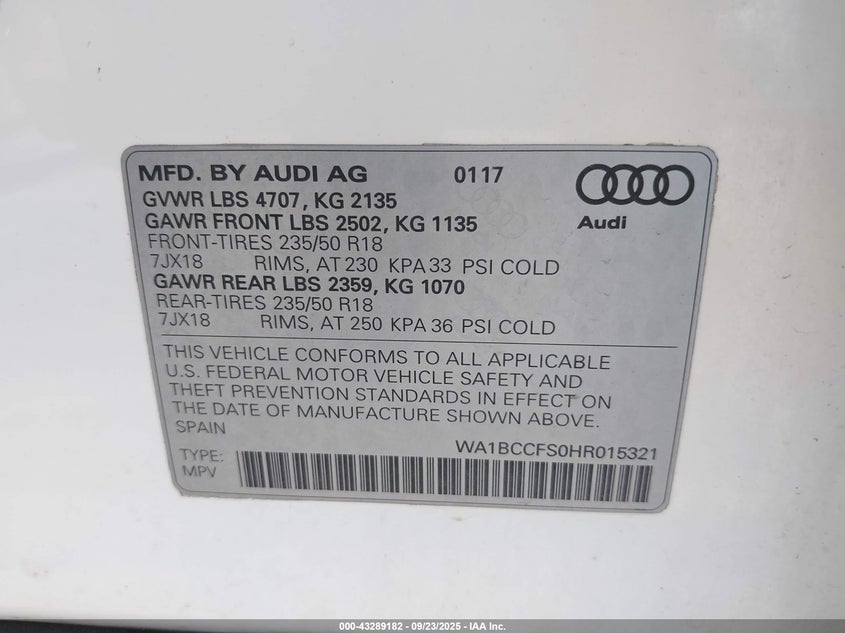 MFD. BY AUDI AG 0117
GVWR LBS 4707, KG 2135
GAWR FRONT LBS 2502, KG 1135
Audi
FRONT-TIRES 235/50 R18
7JX18 RIMS, AT 230 KPA 33 PSI COLD
GAWR REAR LBS 2359, KG 1070
REAR-TIRES 235/50 R18
7JX18 RIMS, AT 250 KPA 36 PSI COLD
THIS VEHICLE CONFORMS TO ALL APPLICABLE
U.S. FEDERAL MOTOR VEHICLE SAFETY AND
THEFT PREVENTION STANDARDS IN EFFECT ON
THE DATE OF MANUFACTURE SHOWN ABOVE.
SPAIN
WA1BCCFS0HR015321
TYPE:
MPV
000-43289182 - 09/23/2025 - IAA Inc.